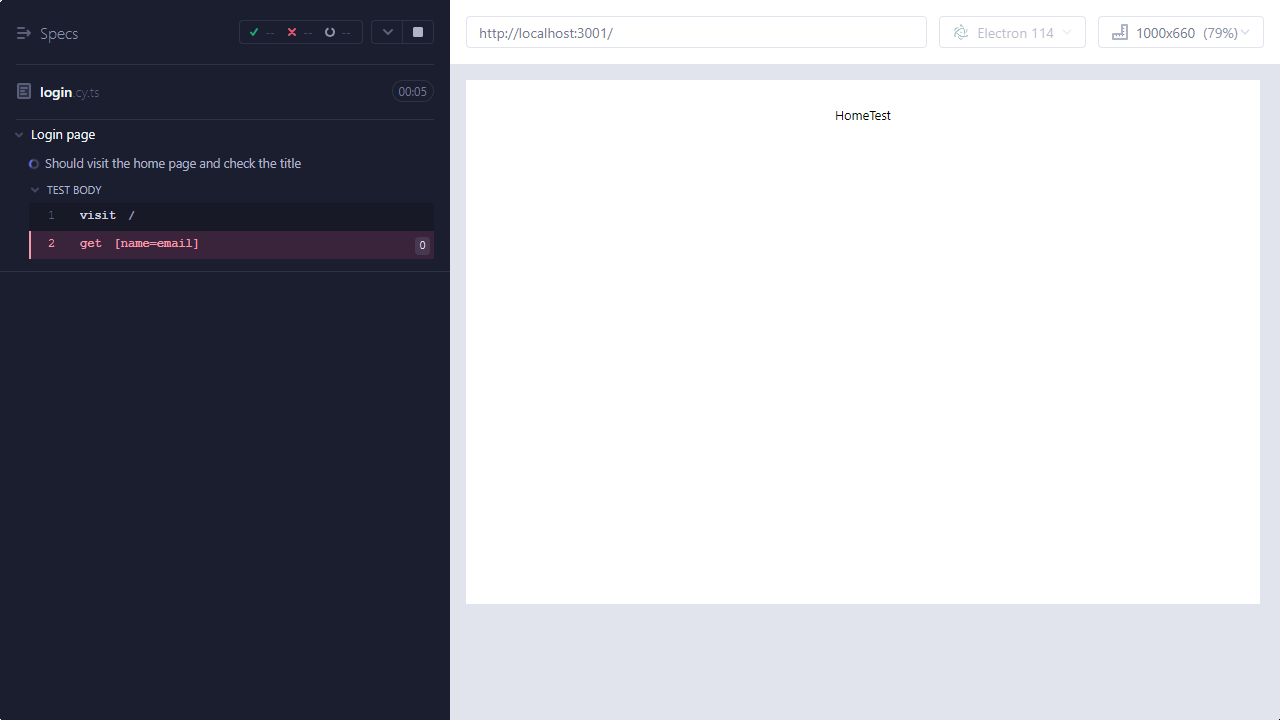 Specs
-- -- --
login.cy.ts 00:05
Login page
Should visit the home page and check the title
TEST BODY
1 visit /
2 get [name=email] 0
http://localhost:3001/
Electron 114
1000x660 (79%)
HomeTest